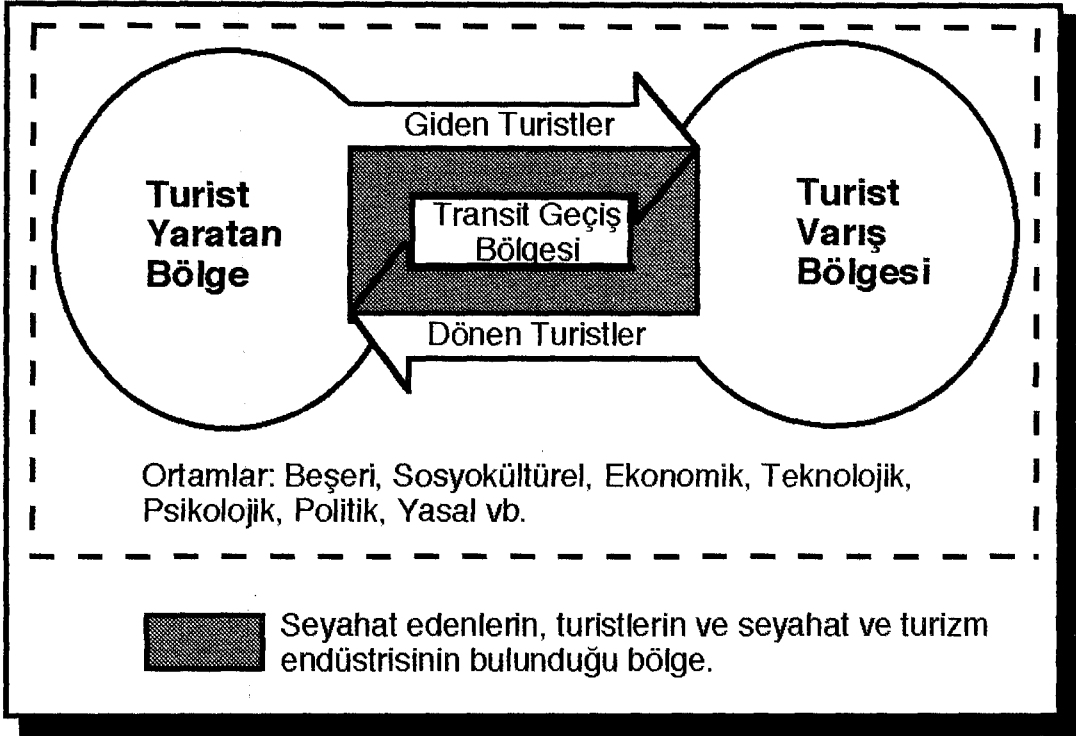 Giden Turistler
Turist
Yaratan
Bölge
Transit Geçiş
Bölgesi
Turist
Varış
Bölgesi
Dönen Turistler
Ortamlar: Beşeri, Sosyokültürel, Ekonomik, Teknolojik,
Psikolojik, Politik, Yasal vb.
Seyahat edenlerin, turistlerin ve seyahat ve turizm
endüstrisinin bulunduğu bölge.